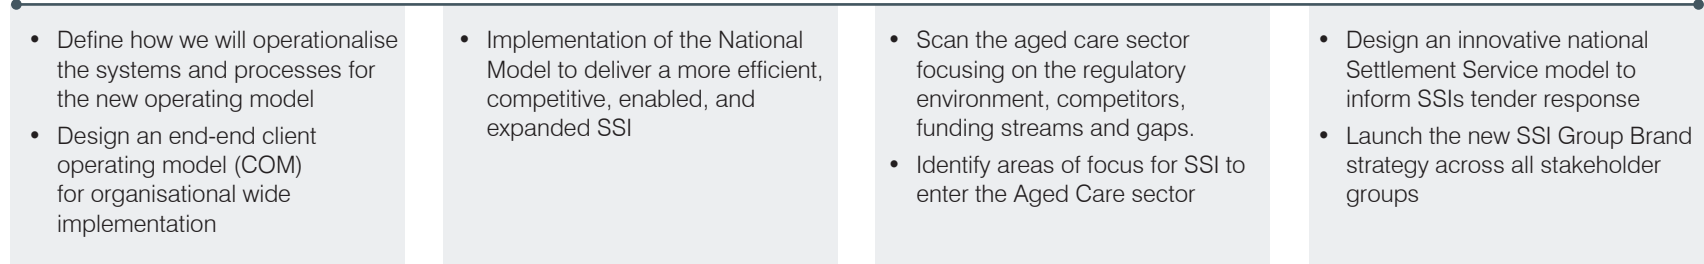 • Define how we will operationalise
the systems and processes for
the new operating model
• Design an end-end client
operating model (COM)
for organisational wide
implementation
• Implementation of the National
Model to deliver a more efficient,
competitive, enabled, and
expanded SSI
• Scan the aged care sector
focusing on the regulatory
environment, competitors,
funding streams and gaps.
• Identify areas of focus for SSI to
enter the Aged Care sector
• Design an innovative national
Settlement Service model to
inform SSIs tender response
• Launch the new SSI Group Brand
strategy across all stakeholder
groups